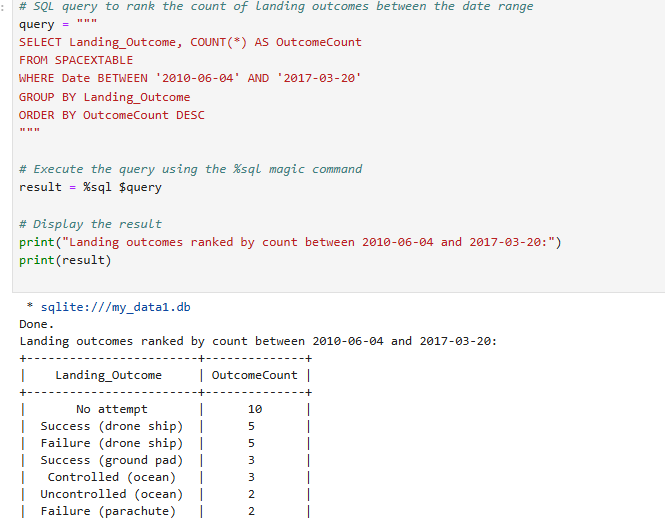 # SQL query to rank the count of landing outcomes between the date range
query = """
SELECT Landing_Outcome, COUNT(*) AS OutcomeCount
FROM SPACEXTABLE
WHERE Date BETWEEN '2010-06-04' AND '2017-03-20'
GROUP BY Landing_Outcome
ORDER BY OutcomeCount DESC
"""
# Execute the query using the %sql magic command
result = %sql $query
# Display the result
print("Landing outcomes ranked by count between 2010-06-04 and 2017-03-20:")
print(result)
* sqlite:///my_data1.db
Done.
Landing outcomes ranked by count between 2010-06-04 and 2017-03-20:
+------------------------+--------------+
| Landing_Outcome | OutcomeCount |
+------------------------+--------------+
| No attempt | 10 |
| Success (drone ship) | 5 |
| Failure (drone ship) | 5 |
| Success (ground pad) | 3 |
| Controlled (ocean) | 3 |
| Uncontrolled (ocean) | 2 |
| Failure (parachute) | 2 |